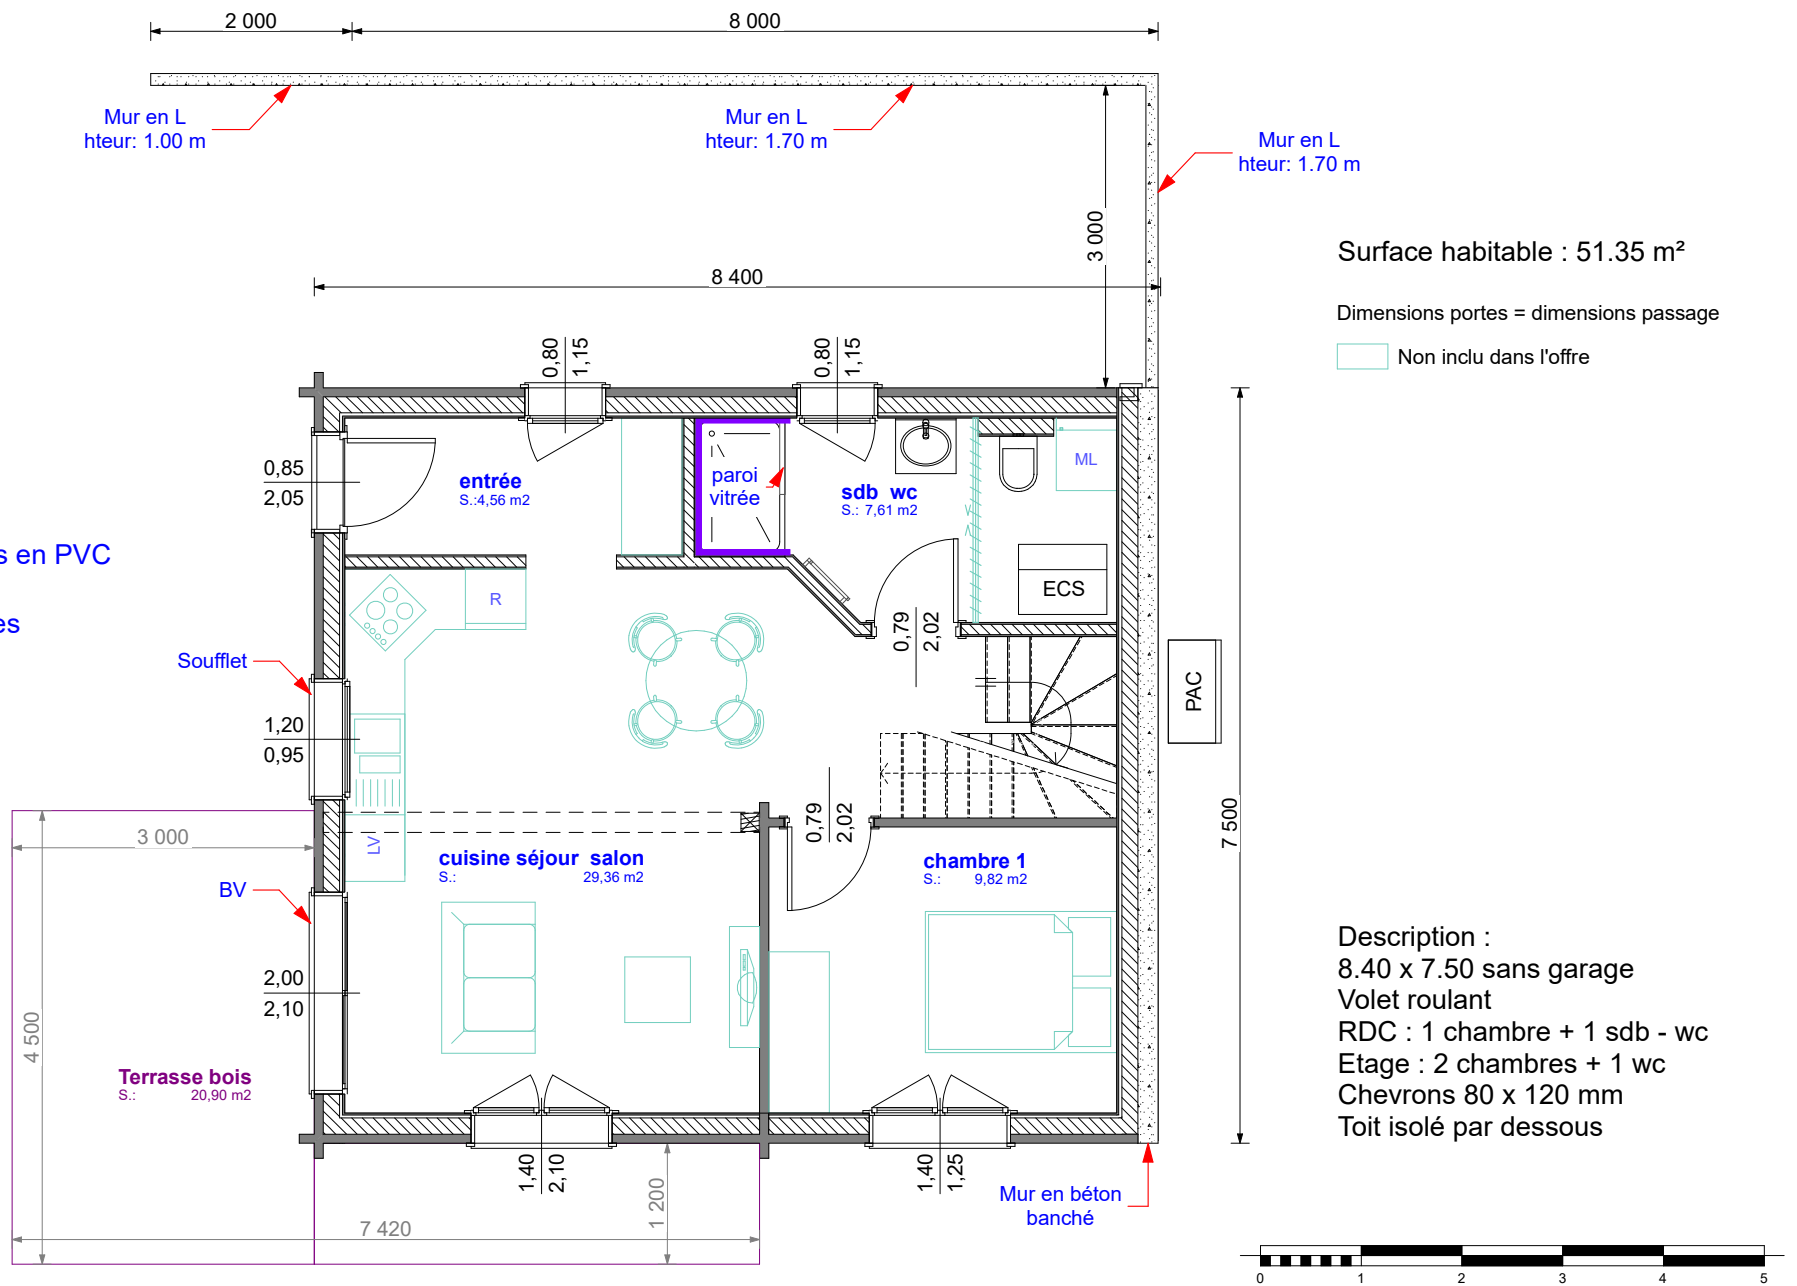 2 000
8 000
Mur en L
hteur: 1.00 m
Mur en L
hteur: 1.70 m
Mur en L
hteur: 1.70 m
3 000
Surface habitable : 51.35 m²
8 400
Dimensions portes = dimensions passage
Non inclu dans l'offre
0,80
1,15
0,80
1,15
0,85
2,05
entrée
S.:4,56 m2
paroi
vitrée
sdb wc
S.: 7,61 m2
ML
s en PVC
ECS
R
es
0,79
2,02
Soufflet
PAC
1,20
0,95
3 000
0,79
2,02
7 500
LV
cuisine séjour salon
S.: 29,36 m2
chambre 1
S.: 9,82 m2
BV
2,00
2,10
4 500
Terrasse bois
S.: 20,90 m2
Description :
8.40 x 7.50 sans garage
Volet roulant
RDC : 1 chambre + 1 sdb - wc
Etage : 2 chambres + 1 wc
Chevrons 80 x 120 mm
Toit isolé par dessous
1,40
2,10
1,40
1,25
1 200
Mur en béton
banché
7 420
0 1 2 3 4 5